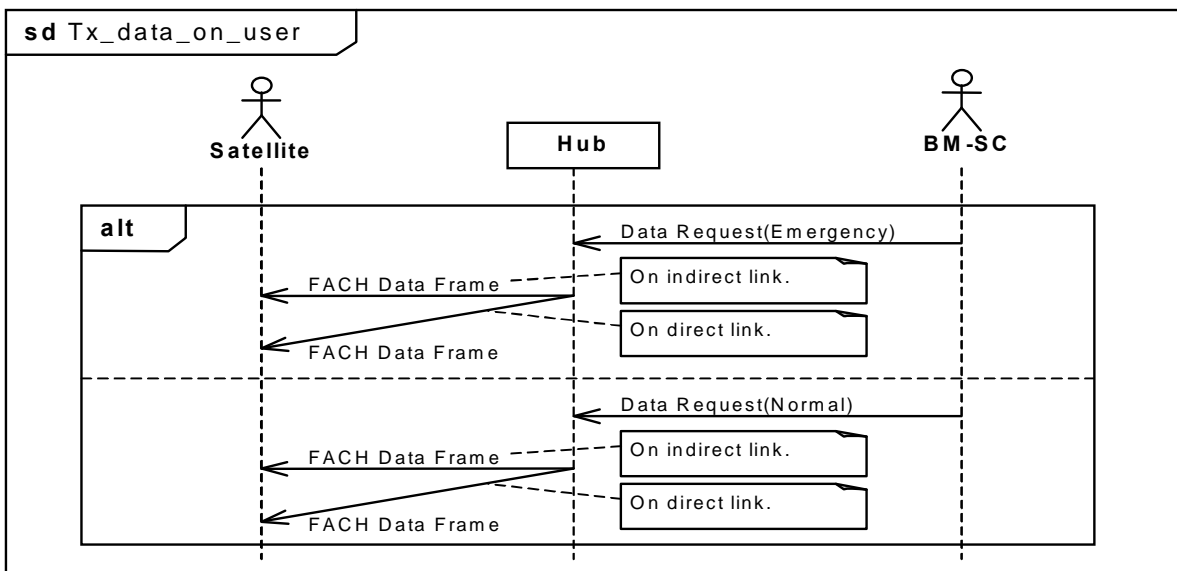 sd Tx_data_on_user
Satellite
Hub
BM-SC
alt
Data Request(Emergency)
FACH Data Frame
On indirect link.
On direct link.
FACH Data Frame
Data Request(Normal)
FACH Data Frame
On indirect link.
On direct link.
FACH Data Frame